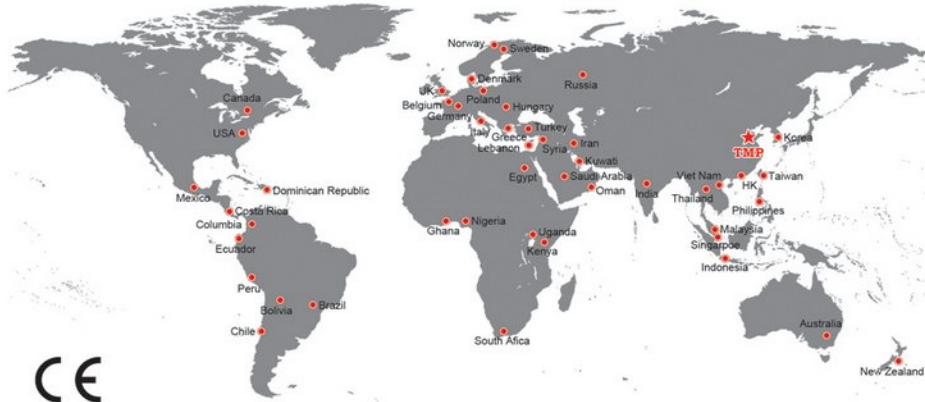 Norway
Sweden
Russia
Denmark
UK
Poland
Belgium
Hungary
Germany
Canada
USA
Italy
Greece
Turkey
Lebanon
Syria
Iran
Korea
TMP
Kuwati
Egypt
Saudi Arabia
Oman
India
Viet Nam
HK
Taiwan
Thailand
Mexico
Dominican Republic
Philippines
Costa Rica
Columbia
Ecuador
Ghana
Nigeria
Uganda
Kenya
Malaysia
Singarpoe
Indonesia
Peru
Bolivia
Brazil
Chile
South Africa
Australia
New Zealand
CE